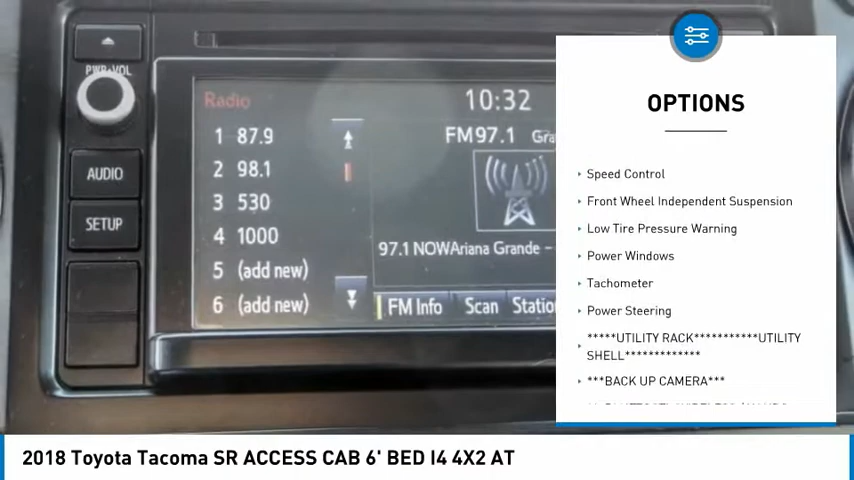 PWR•VOL
AUDIO
SETUP
Radio
10:32
1 87.9
2 98.1
3 530
4 1000
5 (add new)
6 (add new)
FM97.1
97.1 NOWAriana Grande -
FM Info
Scan
OPTIONS
Speed Control
Front Wheel Independent Suspension
Low Tire Pressure Warning
Power Windows
Tachometer
Power Steering
*****UTILITY RACK***********UTILITY
SHELL*************
***BACK UP CAMERA***
2018 Toyota Tacoma SR ACCESS CAB 6' BED I4 4X2 AT